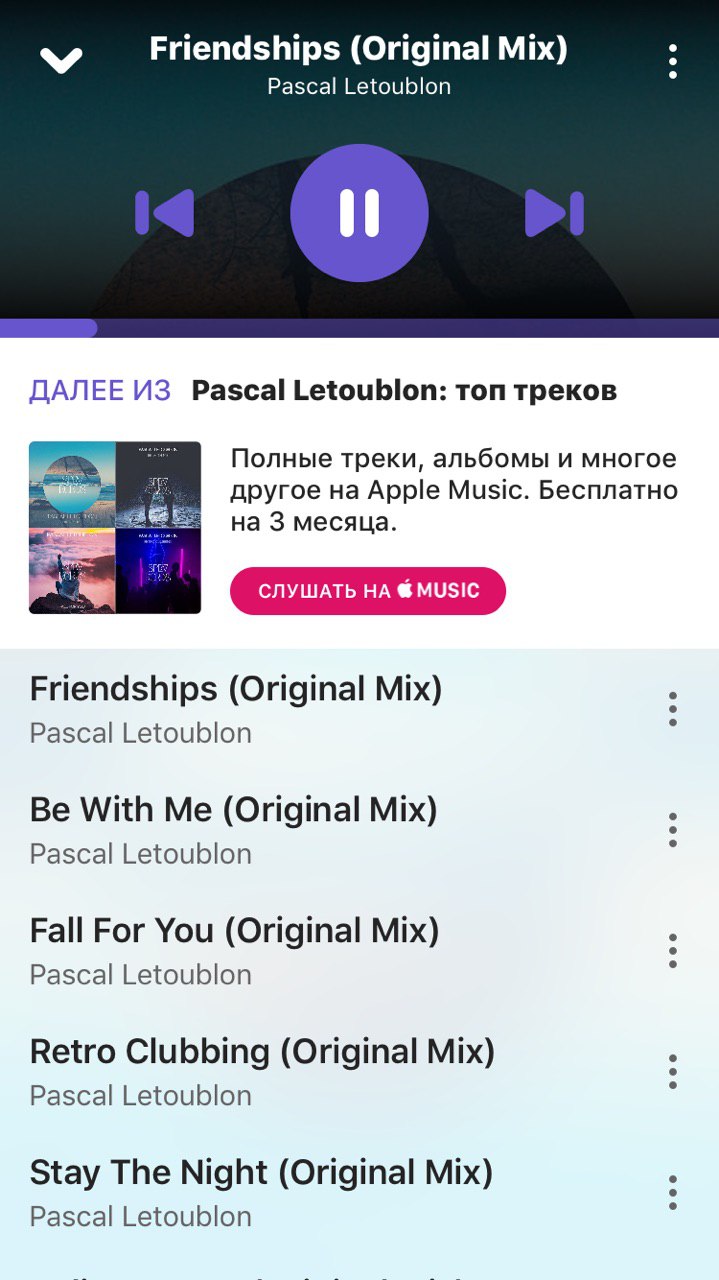 Friendships (Original Mix)
Pascal Letoublon
ДАЛЕЕ ИЗ Pascal Letoublon: топ треков
Полные треки, альбомы и многое
другое на Apple Music. Бесплатно
на 3 месяца.
СЛУШАТЬ НА MUSIC
Friendships (Original Mix)
Pascal Letoublon
Be With Me (Original Mix)
Pascal Letoublon
Fall For You (Original Mix)
Pascal Letoublon
Retro Clubbing (Original Mix)
Pascal Letoublon
Stay The Night (Original Mix)
Pascal Letoublon